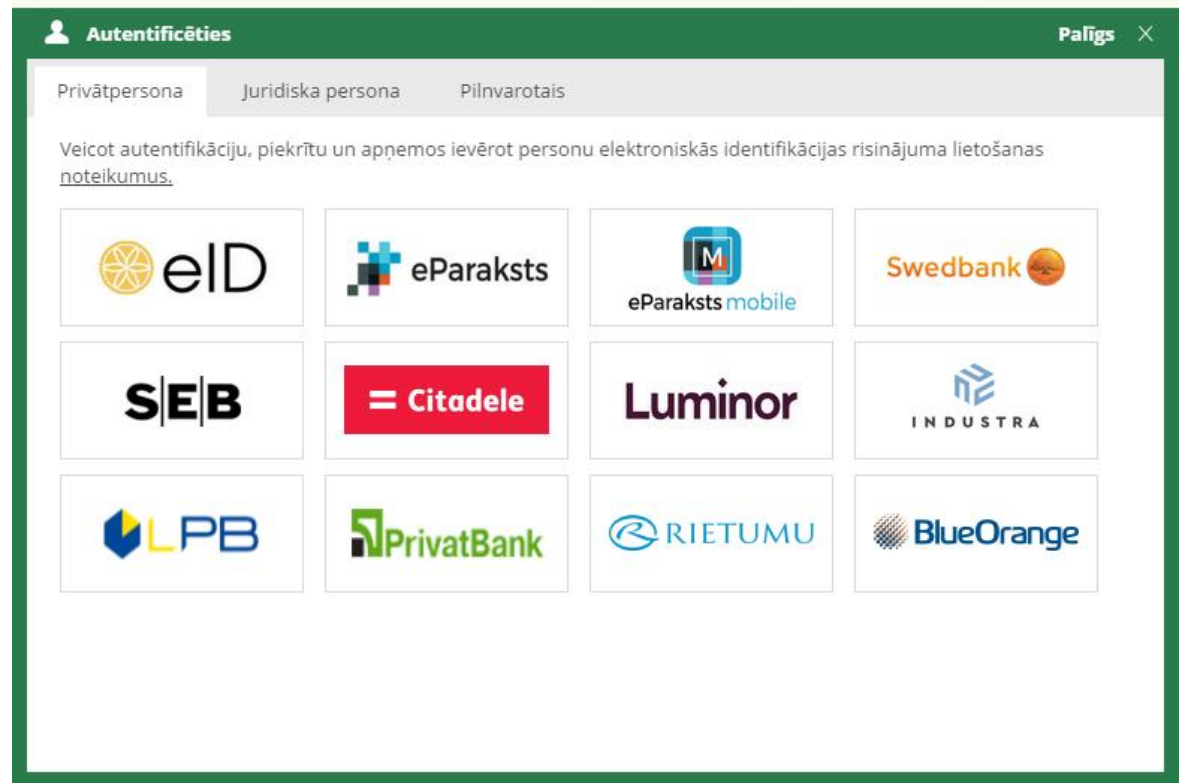 Autentificēties Palīgs
Privātpersona Juridiska persona Pilnvarotais
Veicot autentifikāciju, piekrītu un apņemos ievērot personu elektroniskās identifikācijas risinājuma lietošanas
noteikumus.
eID eParaksts M eParaksts mobile Swedbank
S|E|B Citadele Luminor INDUSTRA
LPB PrivatBank RIETUMU BlueOrange